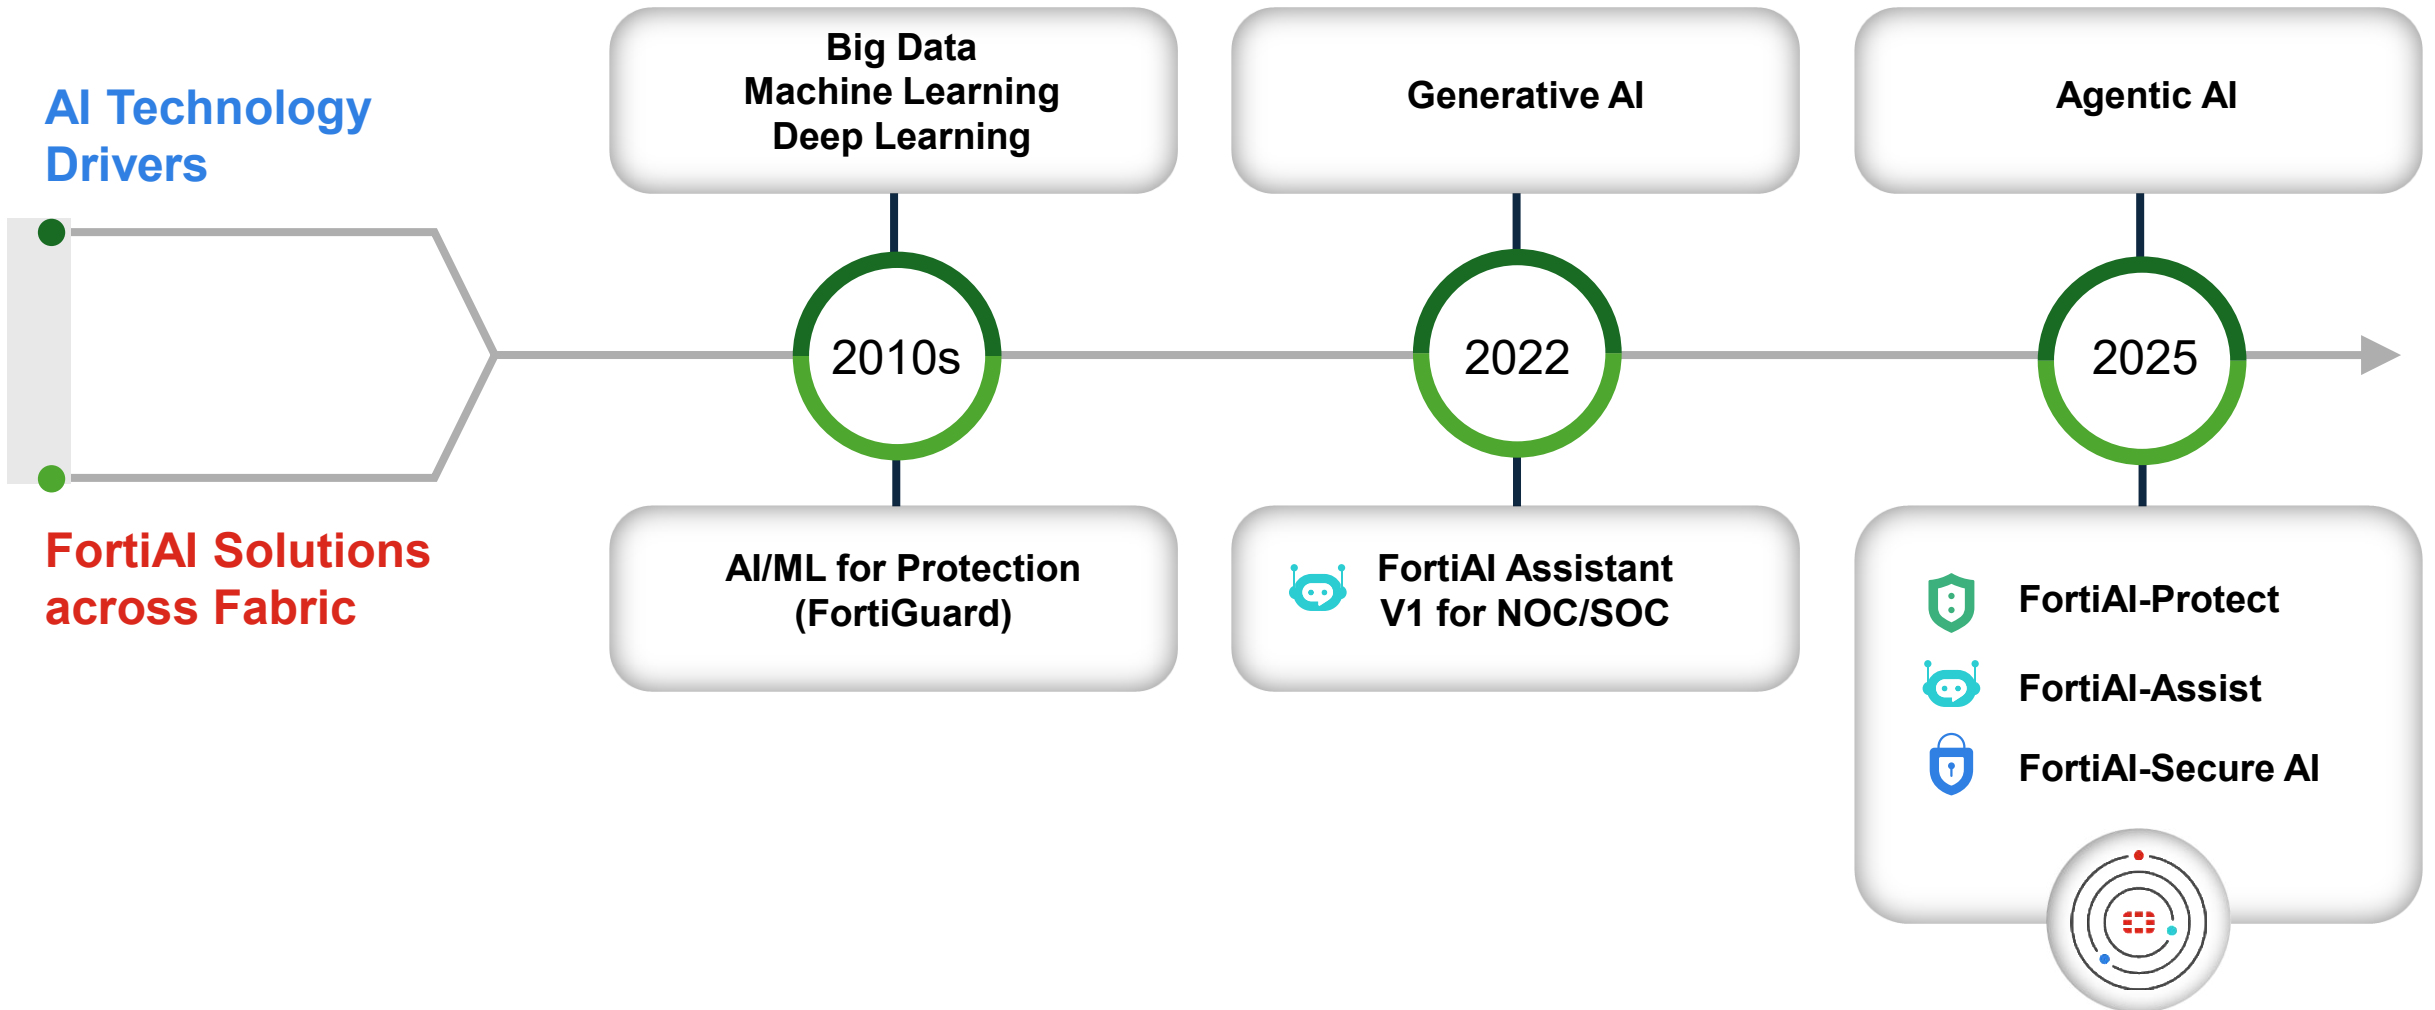 AI Technology
Drivers
Big Data
Machine Learning
Deep Learning
Generative AI
Agentic AI
2010s
2022
2025
FortiAI Solutions
across Fabric
AI/ML for Protection
(FortiGuard)
FortiAI Assistant
V1 for NOC/SOC
FortiAI-Protect
FortiAI-Assist
FortiAI-Secure AI